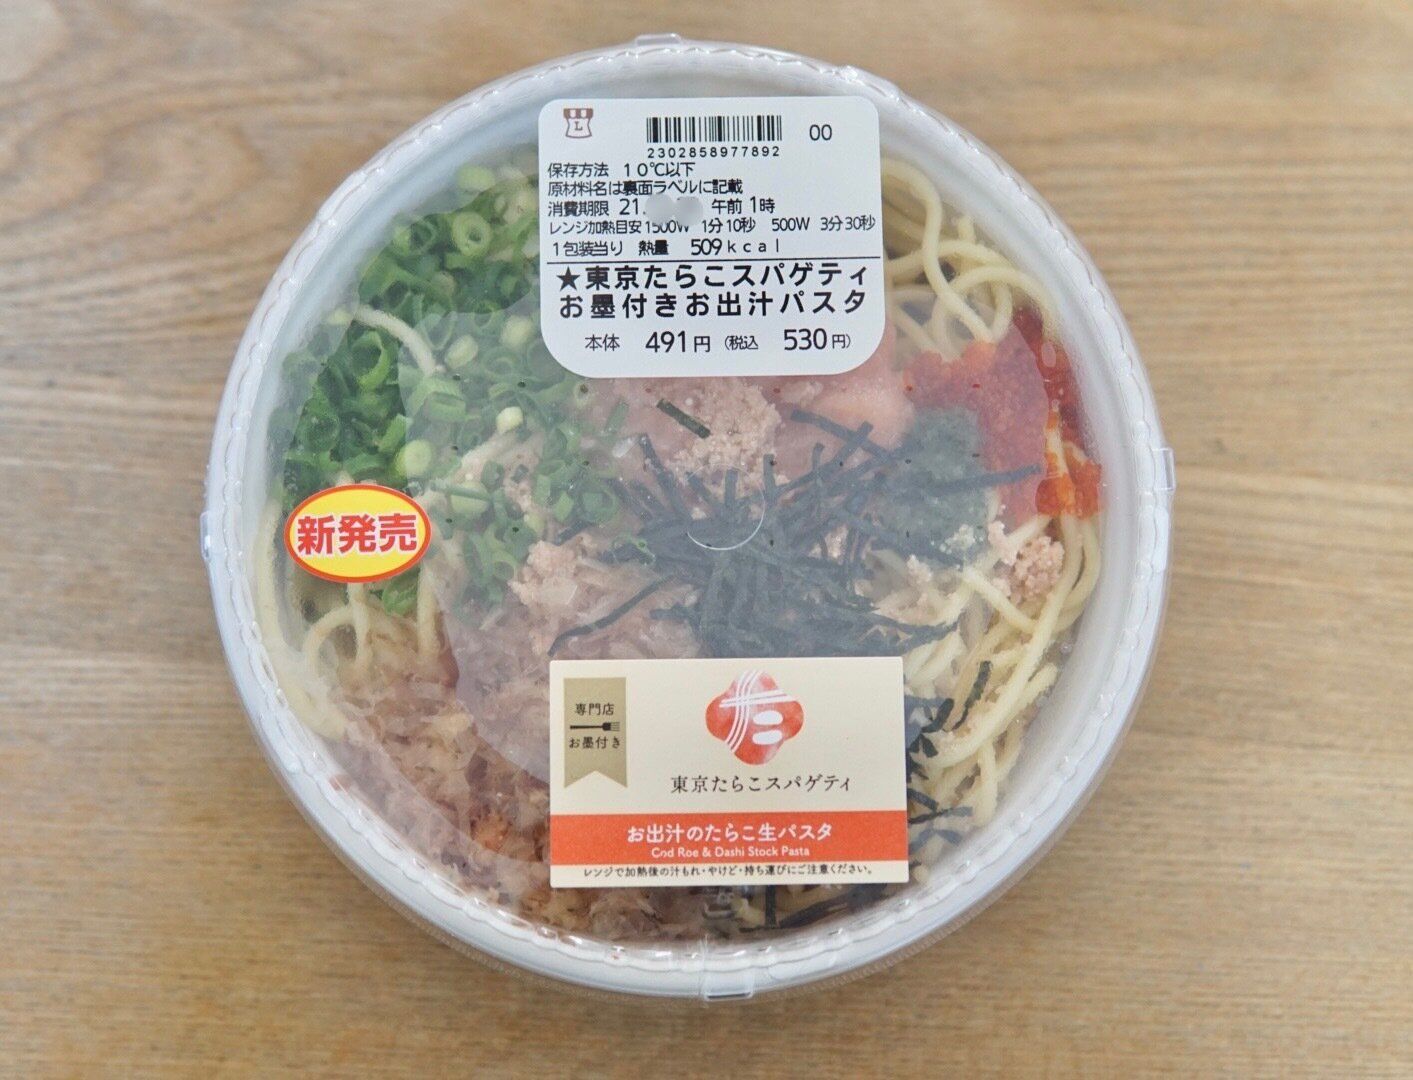 L
00
2302858977892
保存方法 10℃以下
原材料名は裏面ラベルに記載
消費期限 21. 午前 1時
レンジ加熱目安1500W 1分10秒 500W 3分30秒
1包装当り 熱量 509kcal
★東京たらこスパゲティ
お墨付きお出汁パスタ
本体 491円 (税込 530円)
新発売
専門店
お墨付き
たこ
東京たらこスパゲティ
お出汁のたらこ生パスタ
Cod Roe & Dashi Stock Pasta
レンジで加熱後の汁もれ・やけど・持ち運びにご注意ください。